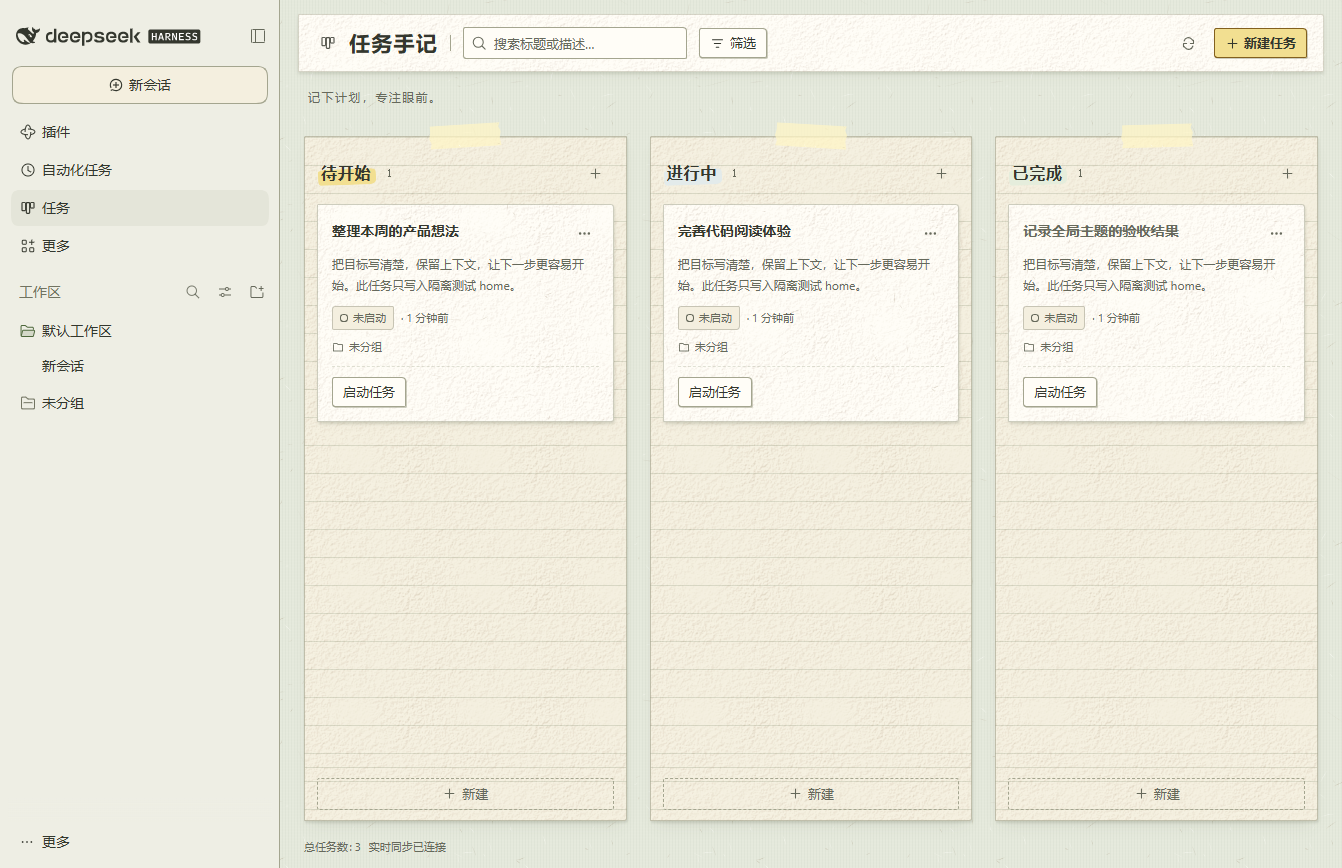 deepseek HARNESS
新会话
插件
自动化任务
任务
更多
工作区
默认工作区
新会话
未分组
更多
任务手记
搜索标题或描述...
筛选
新建任务
记下计划，专注眼前。
待开始 1
整理本周的产品想法
把目标写清楚，保留上下文，让下一步更容易开
始。此任务只写入隔离测试 home。
未启动 · 1 分钟前
未分组
启动任务
新建
进行中 1
完善代码阅读体验
把目标写清楚，保留上下文，让下一步更容易开
始。此任务只写入隔离测试 home。
未启动 · 1 分钟前
未分组
启动任务
新建
已完成 1
记录全局主题的验收结果
把目标写清楚，保留上下文，让下一步更容易开
始。此任务只写入隔离测试 home。
未启动 · 1 分钟前
未分组
启动任务
新建
总任务数: 3 实时同步已连接